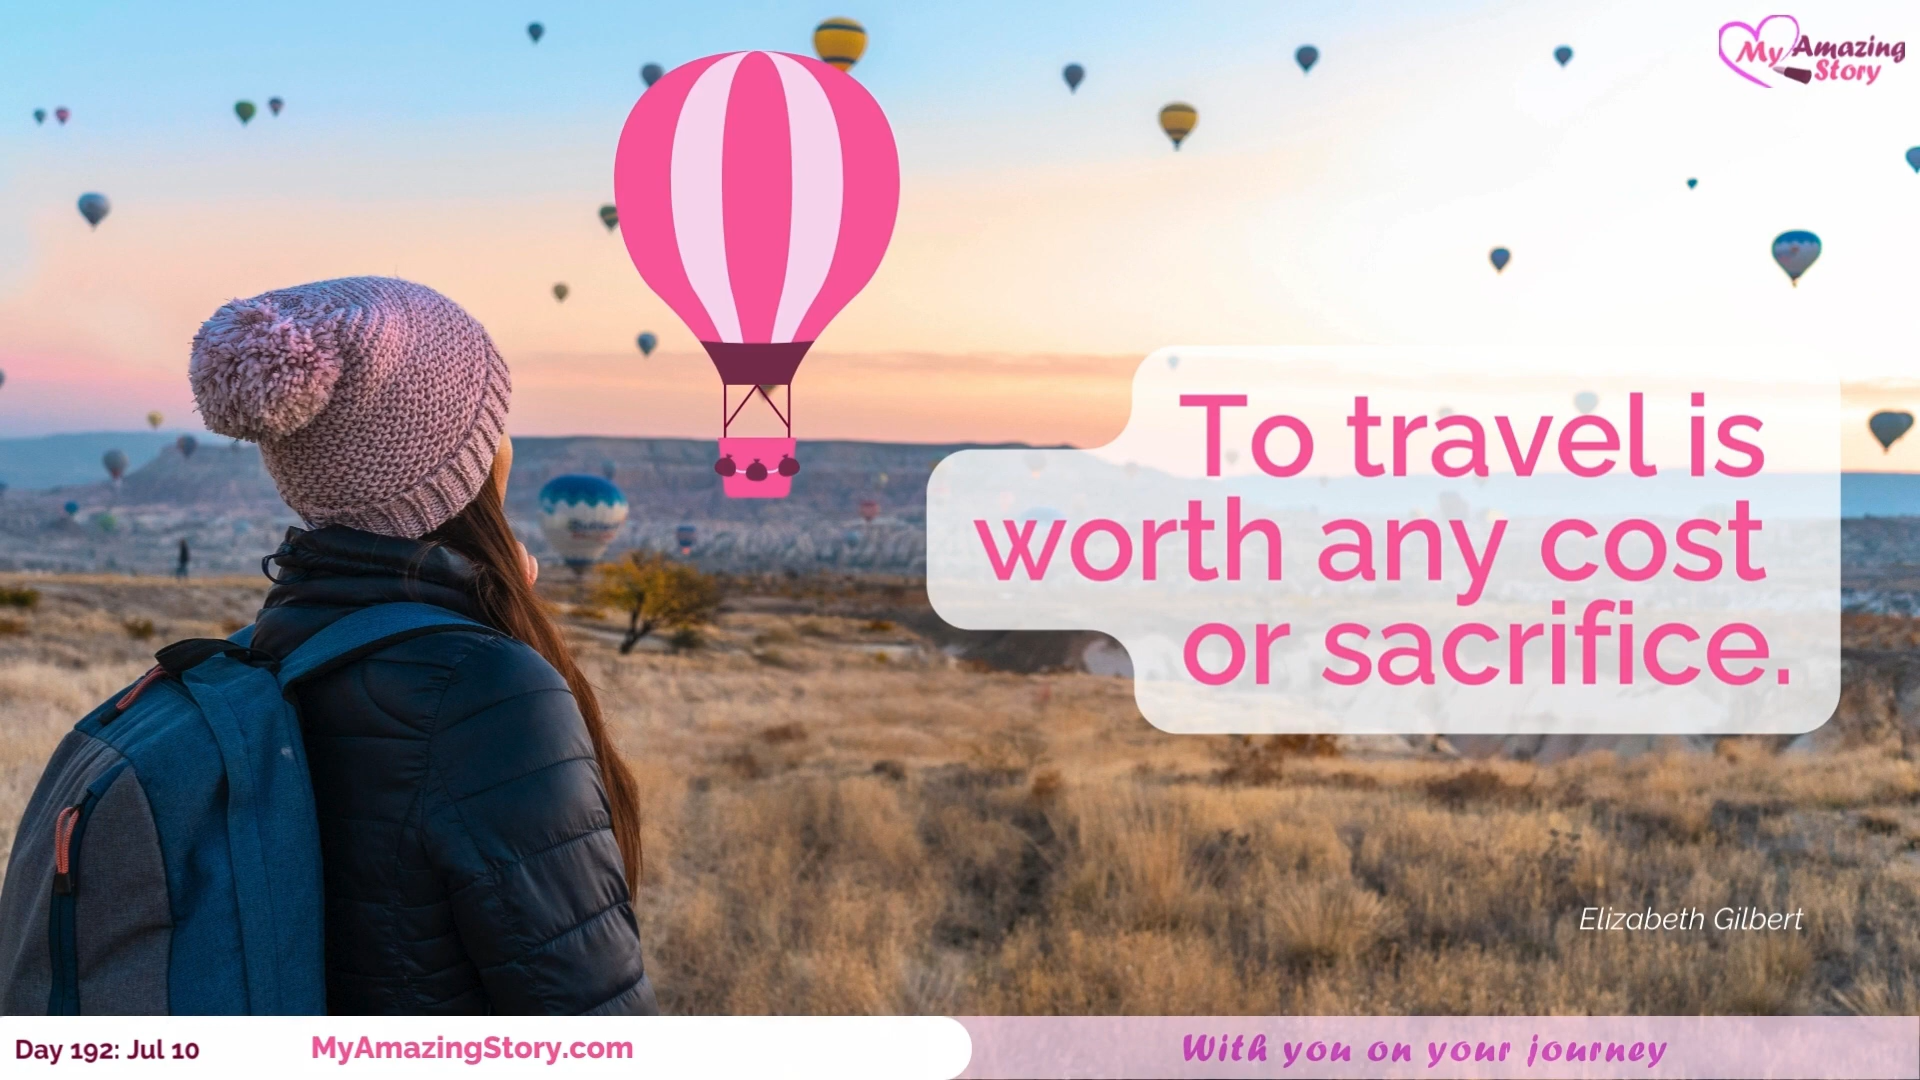 My Amazing
Story
To travel is
worth any cost
or sacrifice.
Elizabeth Gilbert
Day 192: Jul 10
MyAmazingStory.com
With you on your journey